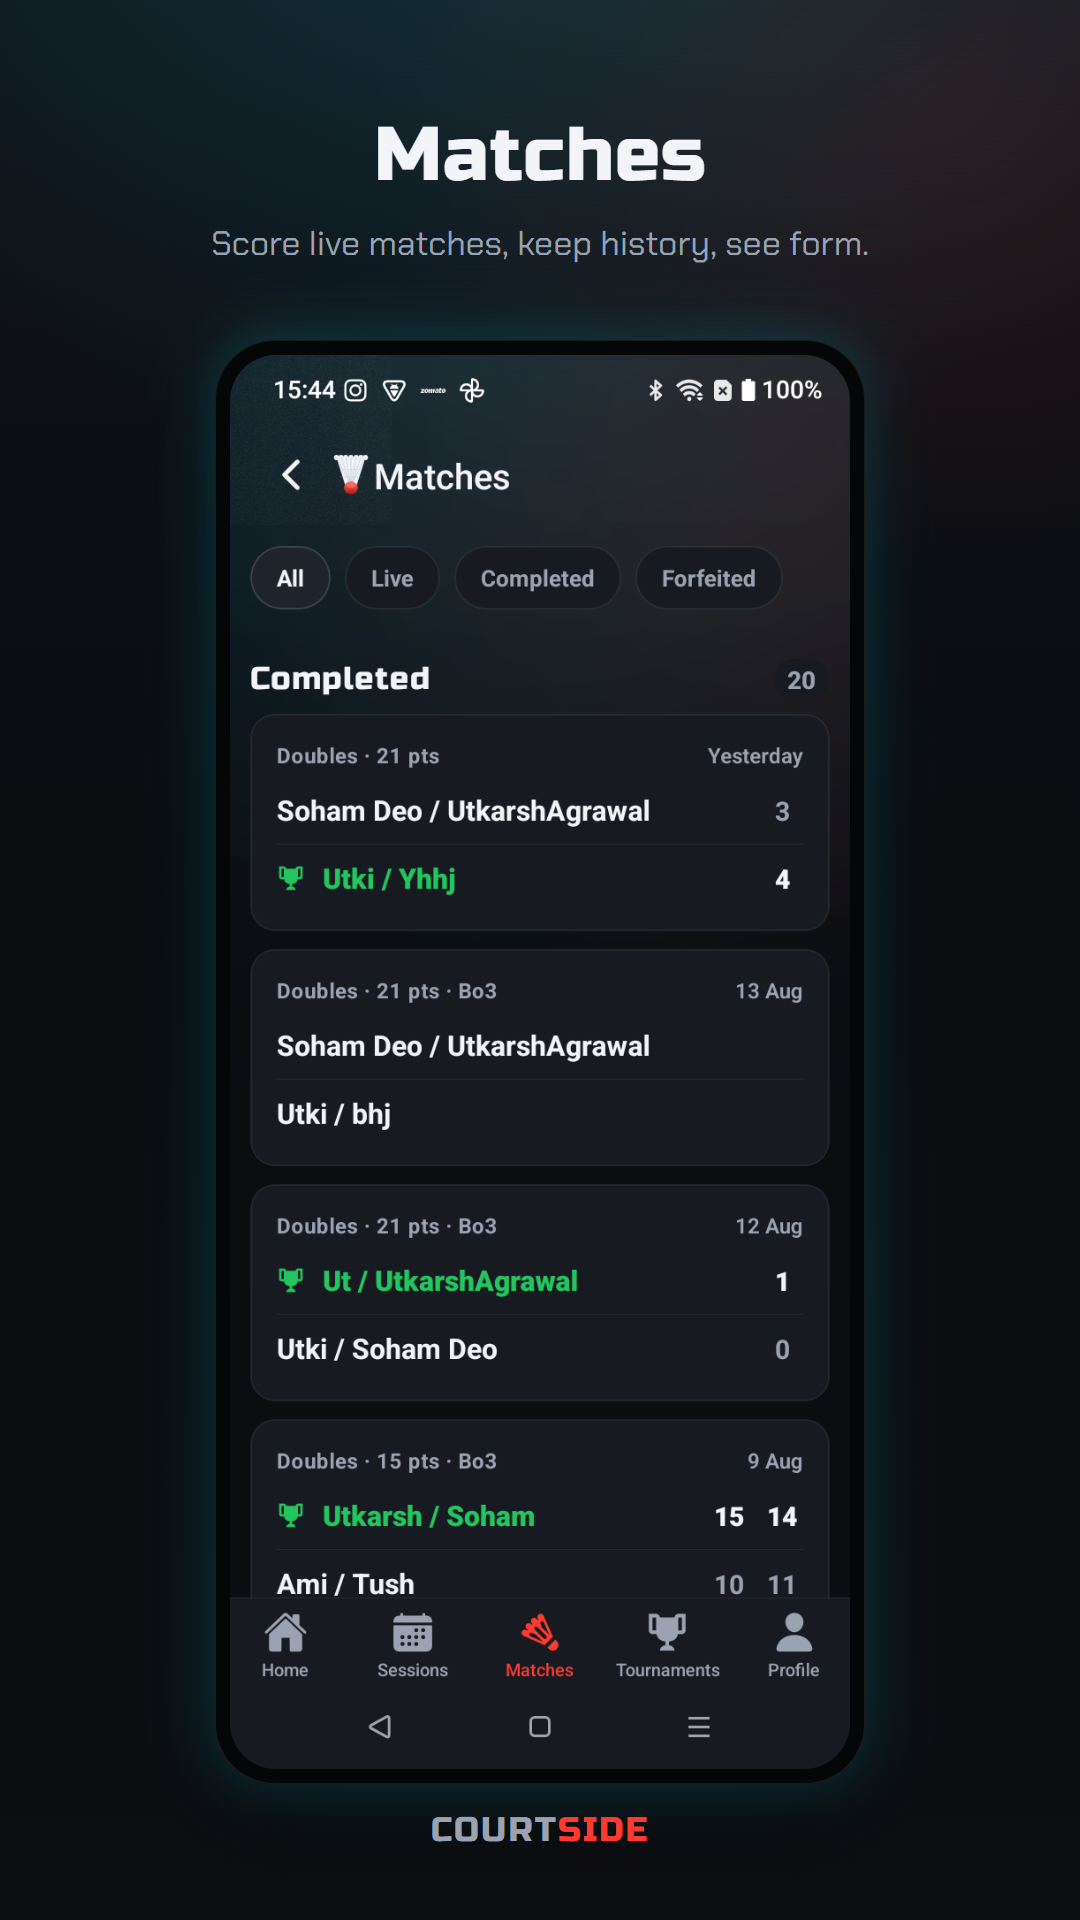 Matches
Score live matches, keep history, see form.
15:44 zomato 100%
Matches
All Live Completed Forfeited
Completed 20
Doubles · 21 pts Yesterday
Soham Deo / UtkarshAgrawal 3
Utki / Yhhj 4
Doubles · 21 pts · Bo3 13 Aug
Soham Deo / UtkarshAgrawal
Utki / bhj
Doubles · 21 pts · Bo3 12 Aug
Ut / UtkarshAgrawal 1
Utki / Soham Deo 0
Doubles · 15 pts · Bo3 9 Aug
Utkarsh / Soham 15 14
Ami / Tush 10 11
Home Sessions Matches Tournaments Profile
COURTSIDE